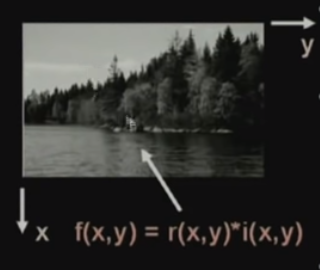 y
x f(x,y) = r(x,y)*i(x,y)